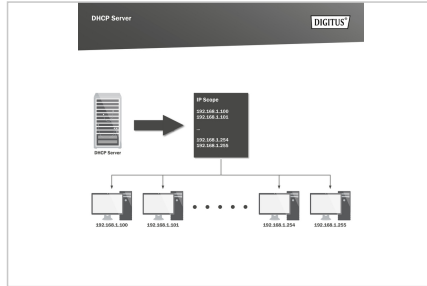 DHCP Server
DIGITUS®
IP Scope
192.168.1.100
192.168.1.101
...
192.168.1.254
192.168.1.255
DHCP Server
192.168.1.100
192.168.1.101
192.168.1.254
192.168.1.255